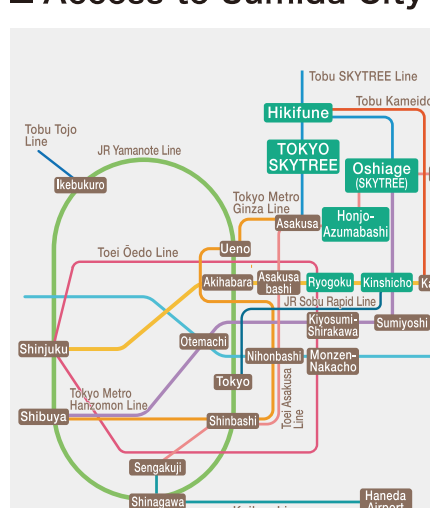 Access to Sumida City
Tobu SKYTREE Line
Tobu Kameido
Hikifune
Tobu Tojo
Line
JR Yamanote Line
TOKYO
SKYTREE
Oshiage
(SKYTREE)
Ikebukuro
Tokyo Metro
Ginza Line
Asakusa
Honjo-
Azumabashi
Ueno
Toei Ōedo Line
Akihabara
Asakusa
bashi
Ryogoku
Kinshicho
Ka
JR Sobu Rapid Line
Kiyosumi-
Shirakawa
Sumiyoshi
Otemachi
Shinjuku
Nihonbashi
Monzen-
Nakacho
Tokyo
Tokyo Metro
Hanzomon Line
Toei Asakusa
Line
Shibuya
Shinbashi
Sengakuji
Shinagawa
Haneda
Airport